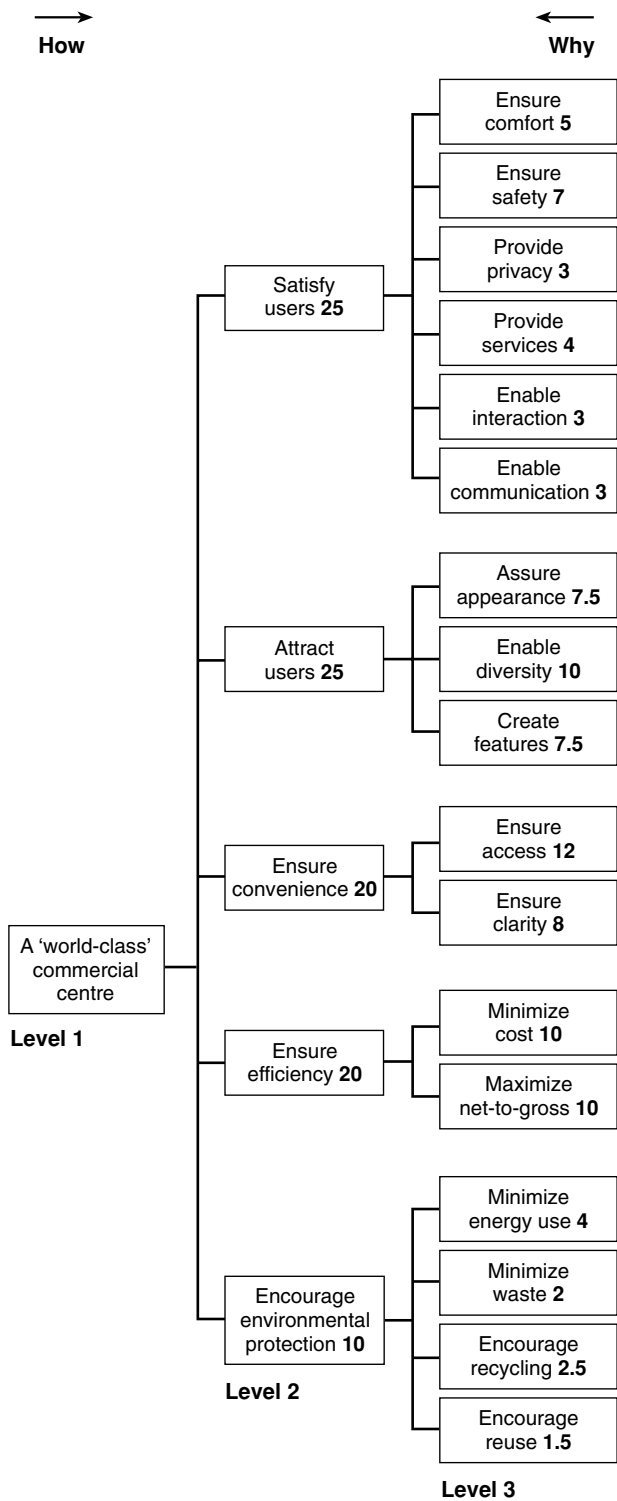 How
Why
Ensure
comfort 5
Ensure
safety 7
Provide
privacy 3
Satisfy
users 25
Provide
services 4
Enable
interaction 3
Enable
communication 3
Assure
appearance 7.5
Attract
users 25
Enable
diversity 10
Create
features 7.5
Ensure
access 12
Ensure
convenience 20
Ensure
clarity 8
A 'world-class'
commercial
centre
Level 1
Minimize
cost 10
Ensure
efficiency 20
Maximize
net-to-gross 10
Minimize
energy use 4
Minimize
waste 2
Encourage
environmental
protection 10
Level 2
Encourage
recycling 2.5
Encourage
reuse 1.5
Level 3